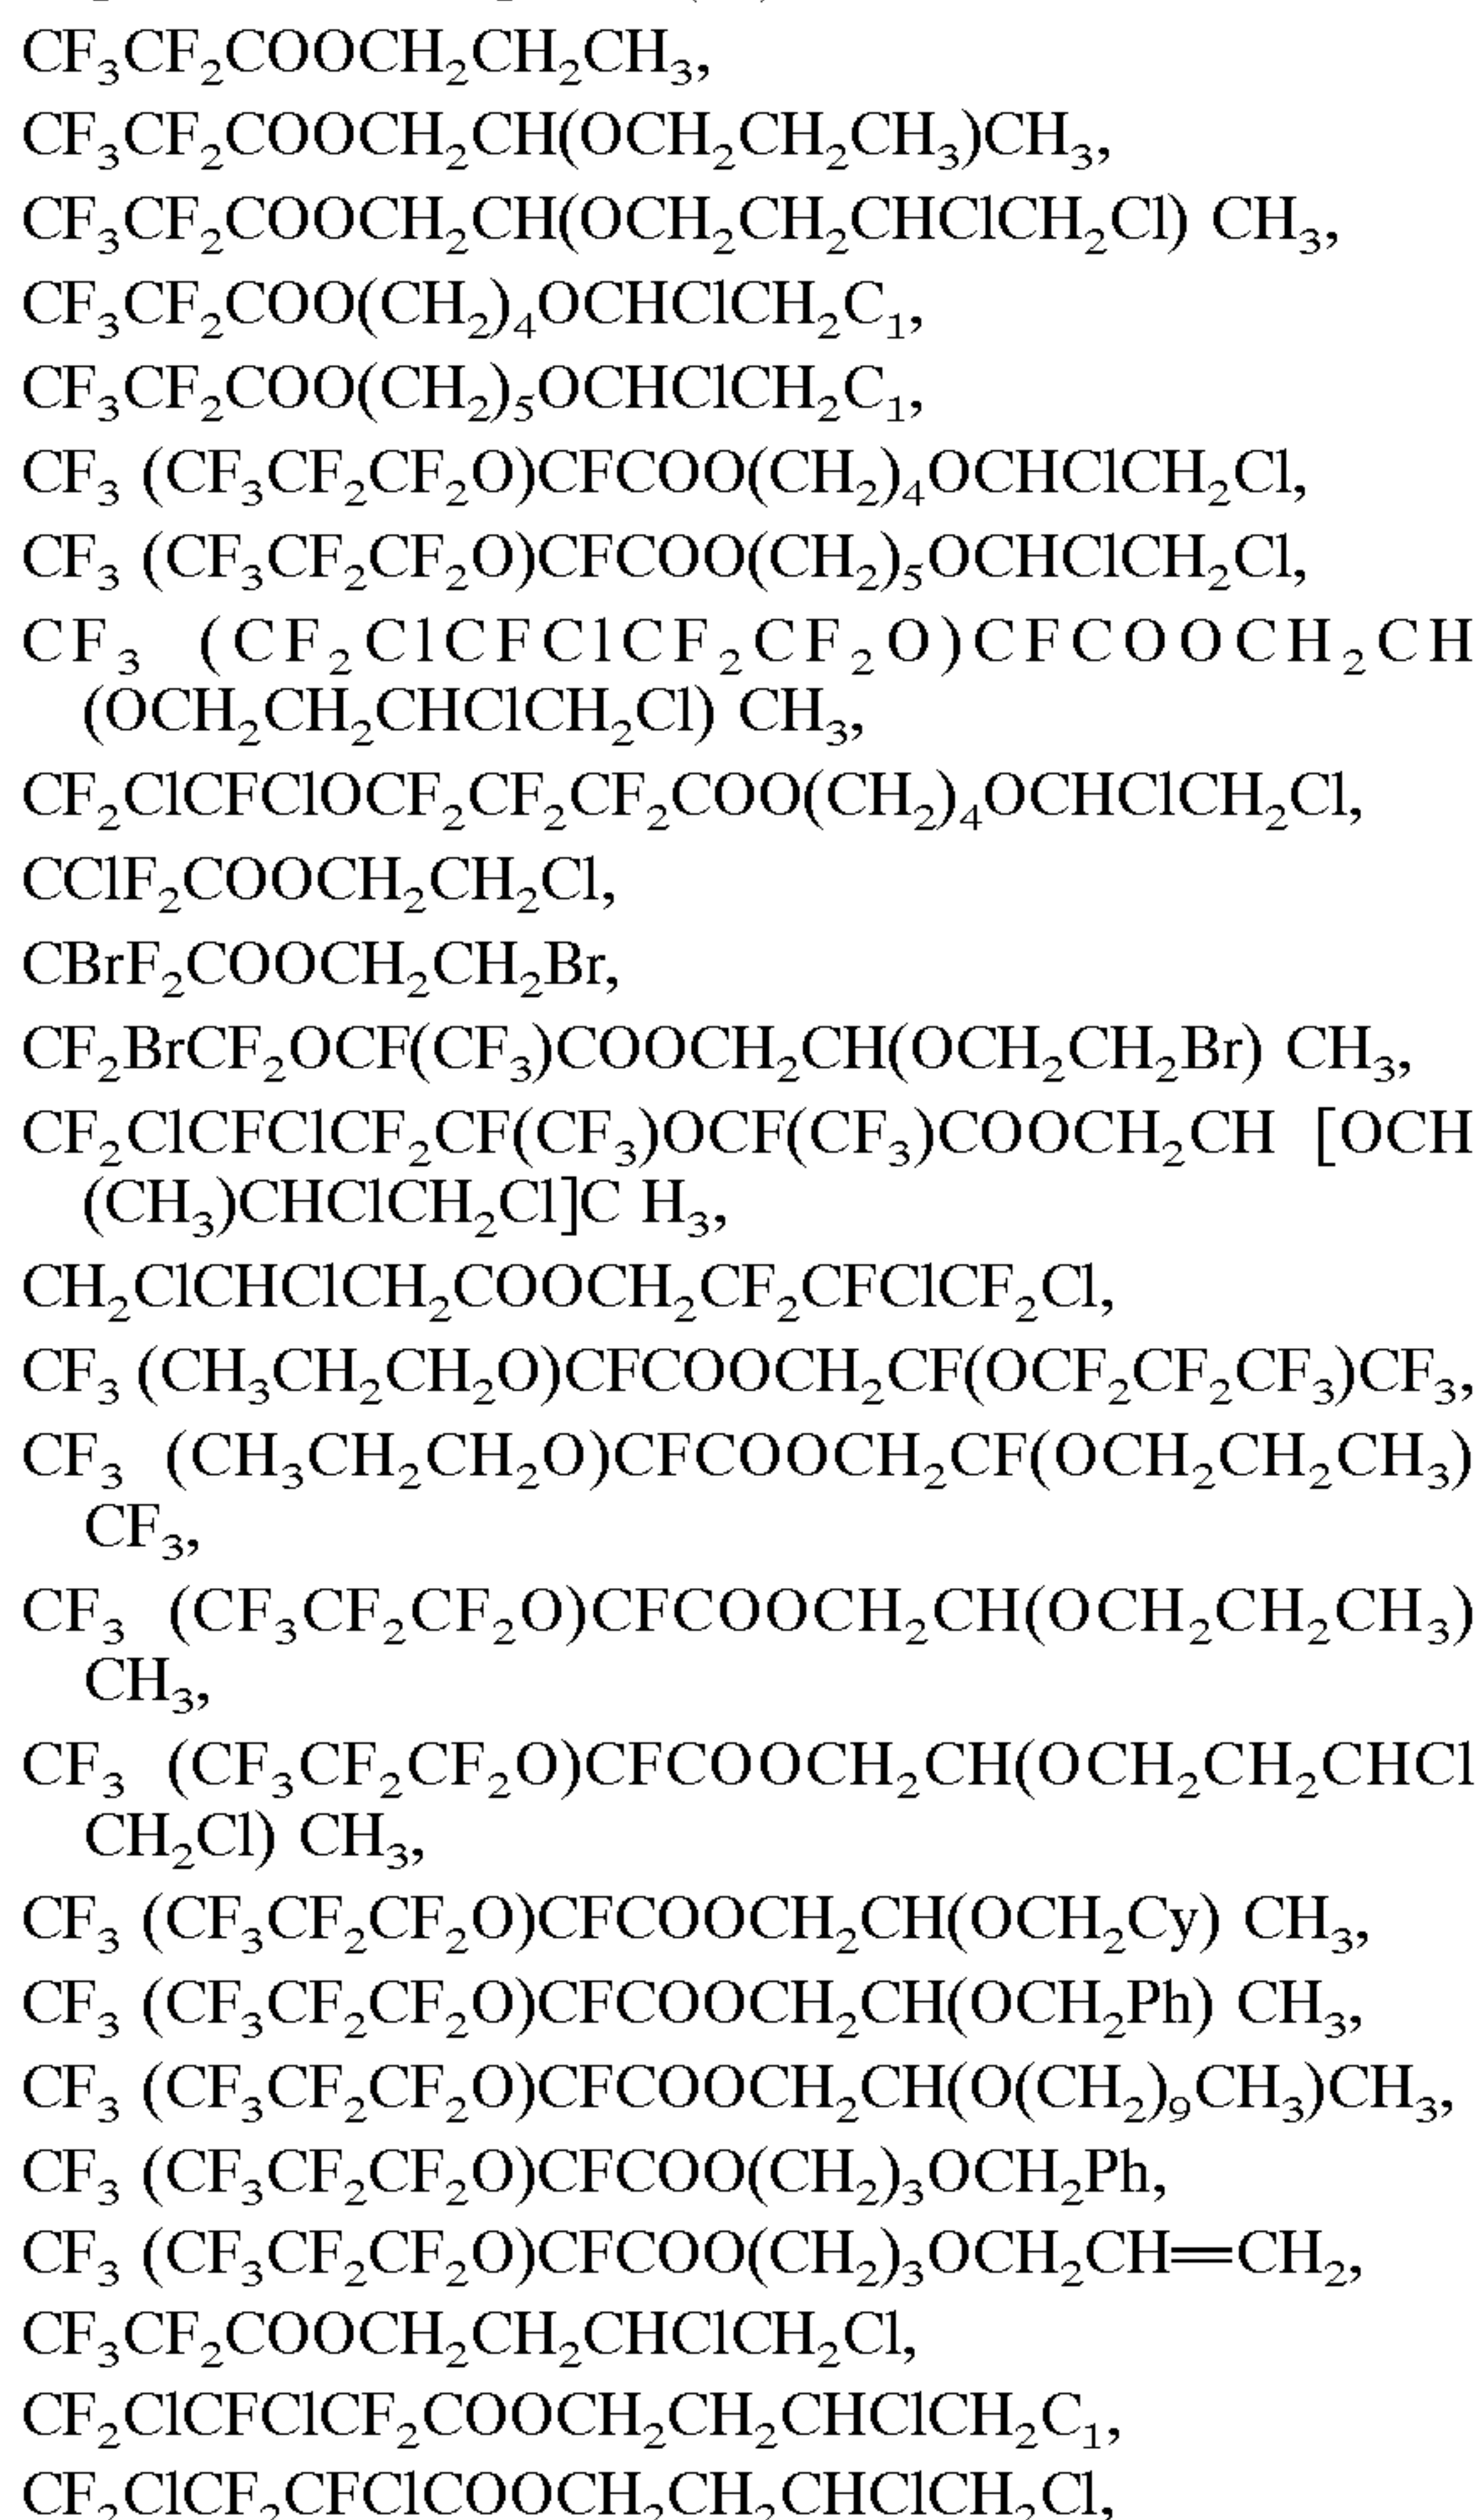 CF₃CF₂COOCH₂CH₂CH₃,
CF₃CF₂COOCH₂CH(OCH₂CH₂CH₃)CH₃,
CF₃CF₂COOCH₂CH(OCH₂CH₂CHClCH₂Cl) CH₃,
CF₃CF₂COO(CH₂)₄OCHClCH₂C₁,
CF₃CF₂COO(CH₂)₅OCHClCH₂C₁,
CF₃ (CF₃CF₂CF₂O)CFCOO(CH₂)₄OCHClCH₂Cl,
CF₃ (CF₃CF₂CF₂O)CFCOO(CH₂)₅OCHClCH₂Cl,
CF₃ (CF₂ClCFClCF₂CF₂O)CFCOOCH₂CH
(OCH₂CH₂CHClCH₂Cl) CH₃,
CF₂ClCFClOCF₂CF₂CF₂COO(CH₂)₄OCHClCH₂Cl,
CClF₂COOCH₂CH₂Cl,
CBrF₂COOCH₂CH₂Br,
CF₂BrCF₂OCF(CF₃)COOCH₂CH(OCH₂CH₂Br) CH₃,
CF₂ClCFClCF₂CF(CF₃)OCF(CF₃)COOCH₂CH [OCH
(CH₃)CHClCH₂Cl]C H₃,
CH₂ClCHClCH₂COOCH₂CF₂CFClCF₂Cl,
CF₃ (CH₃CH₂CH₂O)CFCOOCH₂CF(OCF₂CF₂CF₃)CF₃,
CF₃ (CH₃CH₂CH₂O)CFCOOCH₂CF(OCH₂CH₂CH₃)
CF₃,
CF₃ (CF₃CF₂CF₂O)CFCOOCH₂CH(OCH₂CH₂CH₃)
CH₃,
CF₃ (CF₃CF₂CF₂O)CFCOOCH₂CH(OCH₂CH₂CHCl
CH₂Cl) CH₃,
CF₃ (CF₃CF₂CF₂O)CFCOOCH₂CH(OCH₂Cy) CH₃,
CF₃ (CF₃CF₂CF₂O)CFCOOCH₂CH(OCH₂Ph) CH₃,
CF₃ (CF₃CF₂CF₂O)CFCOOCH₂CH(O(CH₂)₉CH₃)CH₃,
CF₃ (CF₃CF₂CF₂O)CFCOO(CH₂)₃OCH₂Ph,
CF₃ (CF₃CF₂CF₂O)CFCOO(CH₂)₃OCH₂CH=CH₂,
CF₃CF₂COOCH₂CH₂CHClCH₂Cl,
CF₂ClCFClCF₂COOCH₂CH₂CHClCH₂C₁,
CF₂ClCF₂CFClCOOCH₂CH₂CHClCH₂Cl,